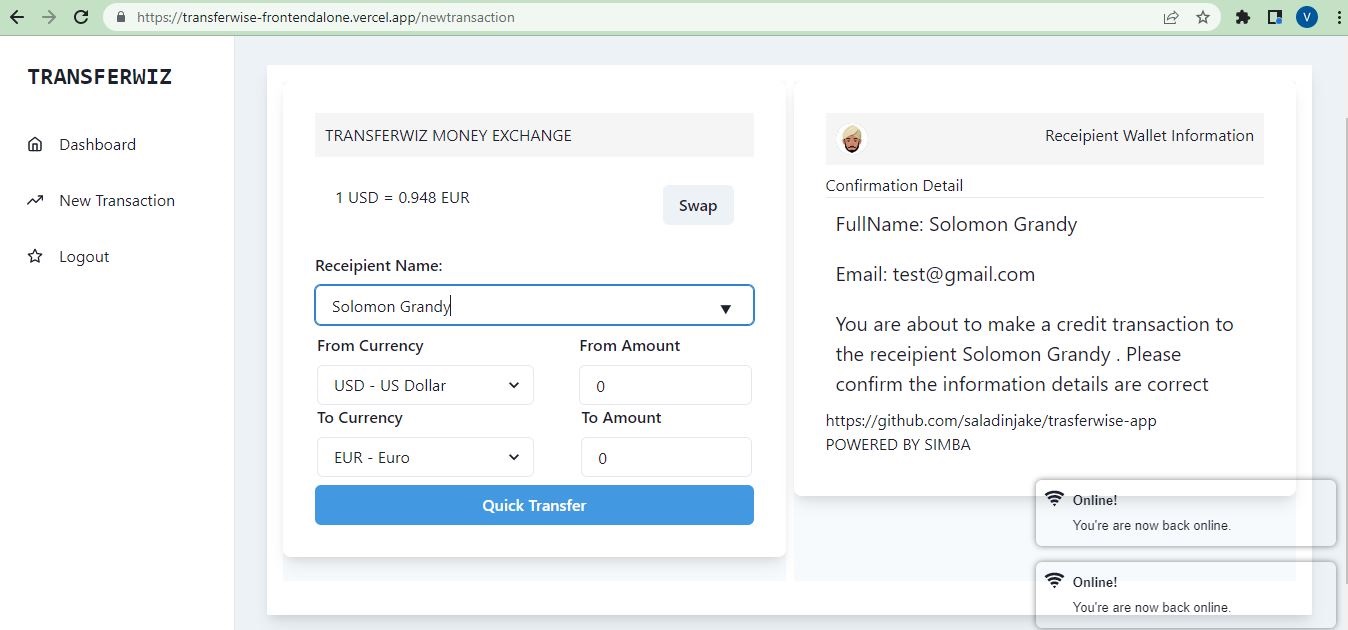 https://transferwise-frontendalone.vercel.app/newtransaction
V
TRANSFERWIZ
Dashboard
New Transaction
Logout
TRANSFERWIZ MONEY EXCHANGE
1 USD = 0.948 EUR
Swap
Receipient Name:
Solomon Grandy
From Currency
From Amount
USD - US Dollar
0
To Currency
To Amount
EUR - Euro
0
Quick Transfer
Receipient Wallet Information
Confirmation Detail
FullName: Solomon Grandy
Email: test@gmail.com
You are about to make a credit transaction to
the receipient Solomon Grandy . Please
confirm the information details are correct
https://github.com/saladinjake/trasferwise-app
POWERED BY SIMBA
Online!
You're are now back online.
Online!
You're are now back online.